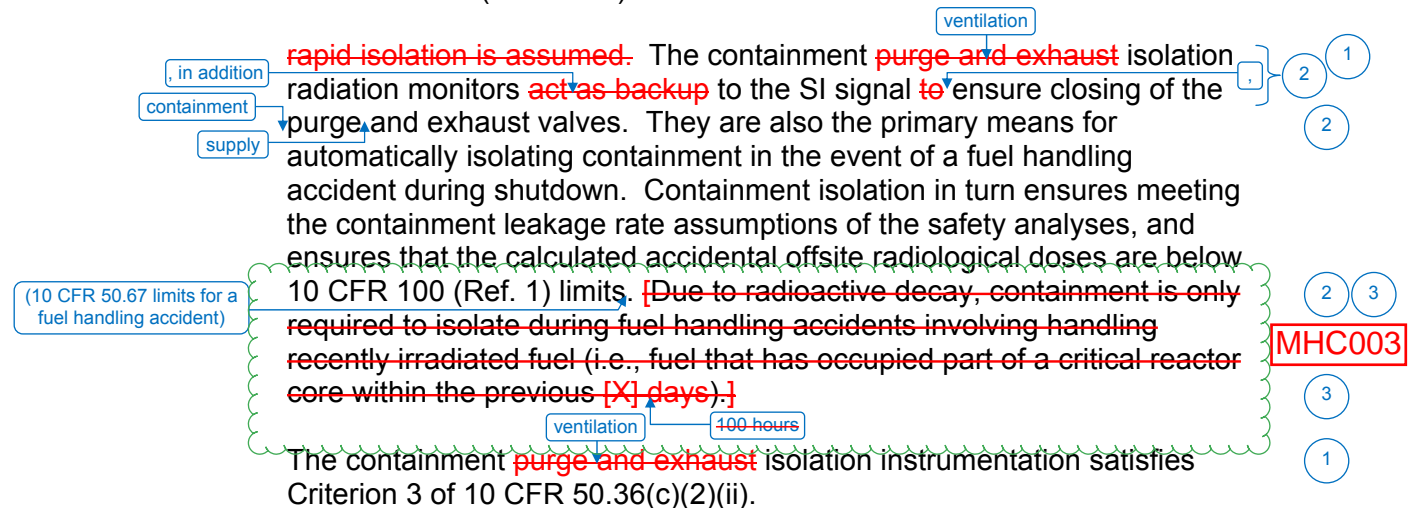 ventilation
rapid isolation is assumed. The containment purge and exhaust isolation
1
, in addition
,
2
radiation monitors act as backup to the SI signal to ensure closing of the
containment
purge and exhaust valves. They are also the primary means for
2
supply
automatically isolating containment in the event of a fuel handling
accident during shutdown. Containment isolation in turn ensures meeting
the containment leakage rate assumptions of the safety analyses, and
ensures that the calculated accidental offsite radiological doses are below
(10 CFR 50.67 limits for a
fuel handling accident)
10 CFR 100 (Ref. 1) limits. [Due to radioactive decay, containment is only
2 3
required to isolate during fuel handling accidents involving handling
MHC003
recently irradiated fuel (i.e., fuel that has occupied part of a critical reactor
core within the previous [X] days).]
3
ventilation
100 hours
The containment purge and exhaust isolation instrumentation satisfies
1
Criterion 3 of 10 CFR 50.36(c)(2)(ii).